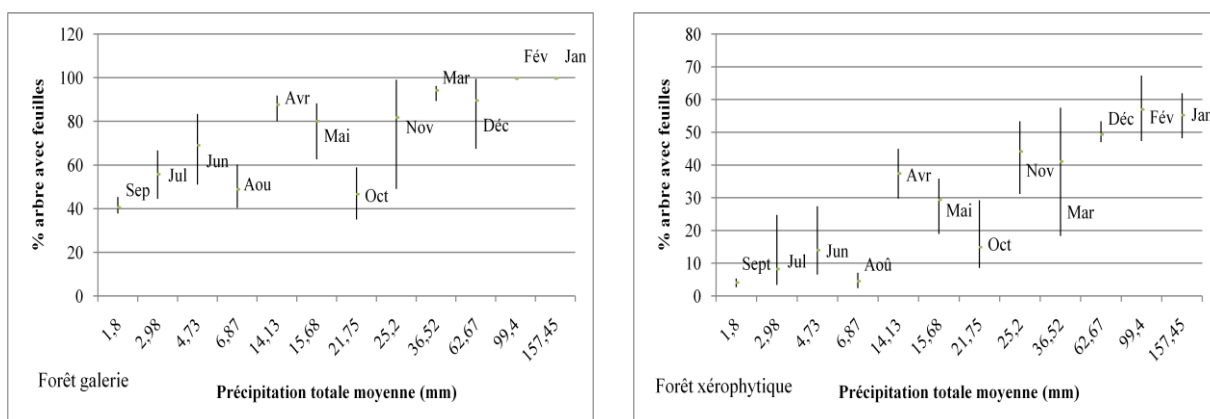 120
100
80
60
40
20
0
% arbre avec feuilles
Sep
Jul
Jun
Aou
Avr
Mai
Oct
Nov
Mar
Déc
Fév
Jan
1,8
2,98
4,73
6,87
14,13
15,68
21,75
25,2
36,52
62,67
99,4
157,45
Forêt galerie
Précipitation totale moyenne (mm)
80
70
60
50
40
30
20
10
0
% arbre avec feuilles
Sept
Jul
Jun
Aoû
Avr
Mai
Oct
Nov
Mar
Déc
Fév
Jan
1,8
2,98
4,73
6,87
14,13
15,68
21,75
25,2
36,52
62,67
99,4
157,45
Forêt xérophytique
Précipitation totale moyenne (mm)